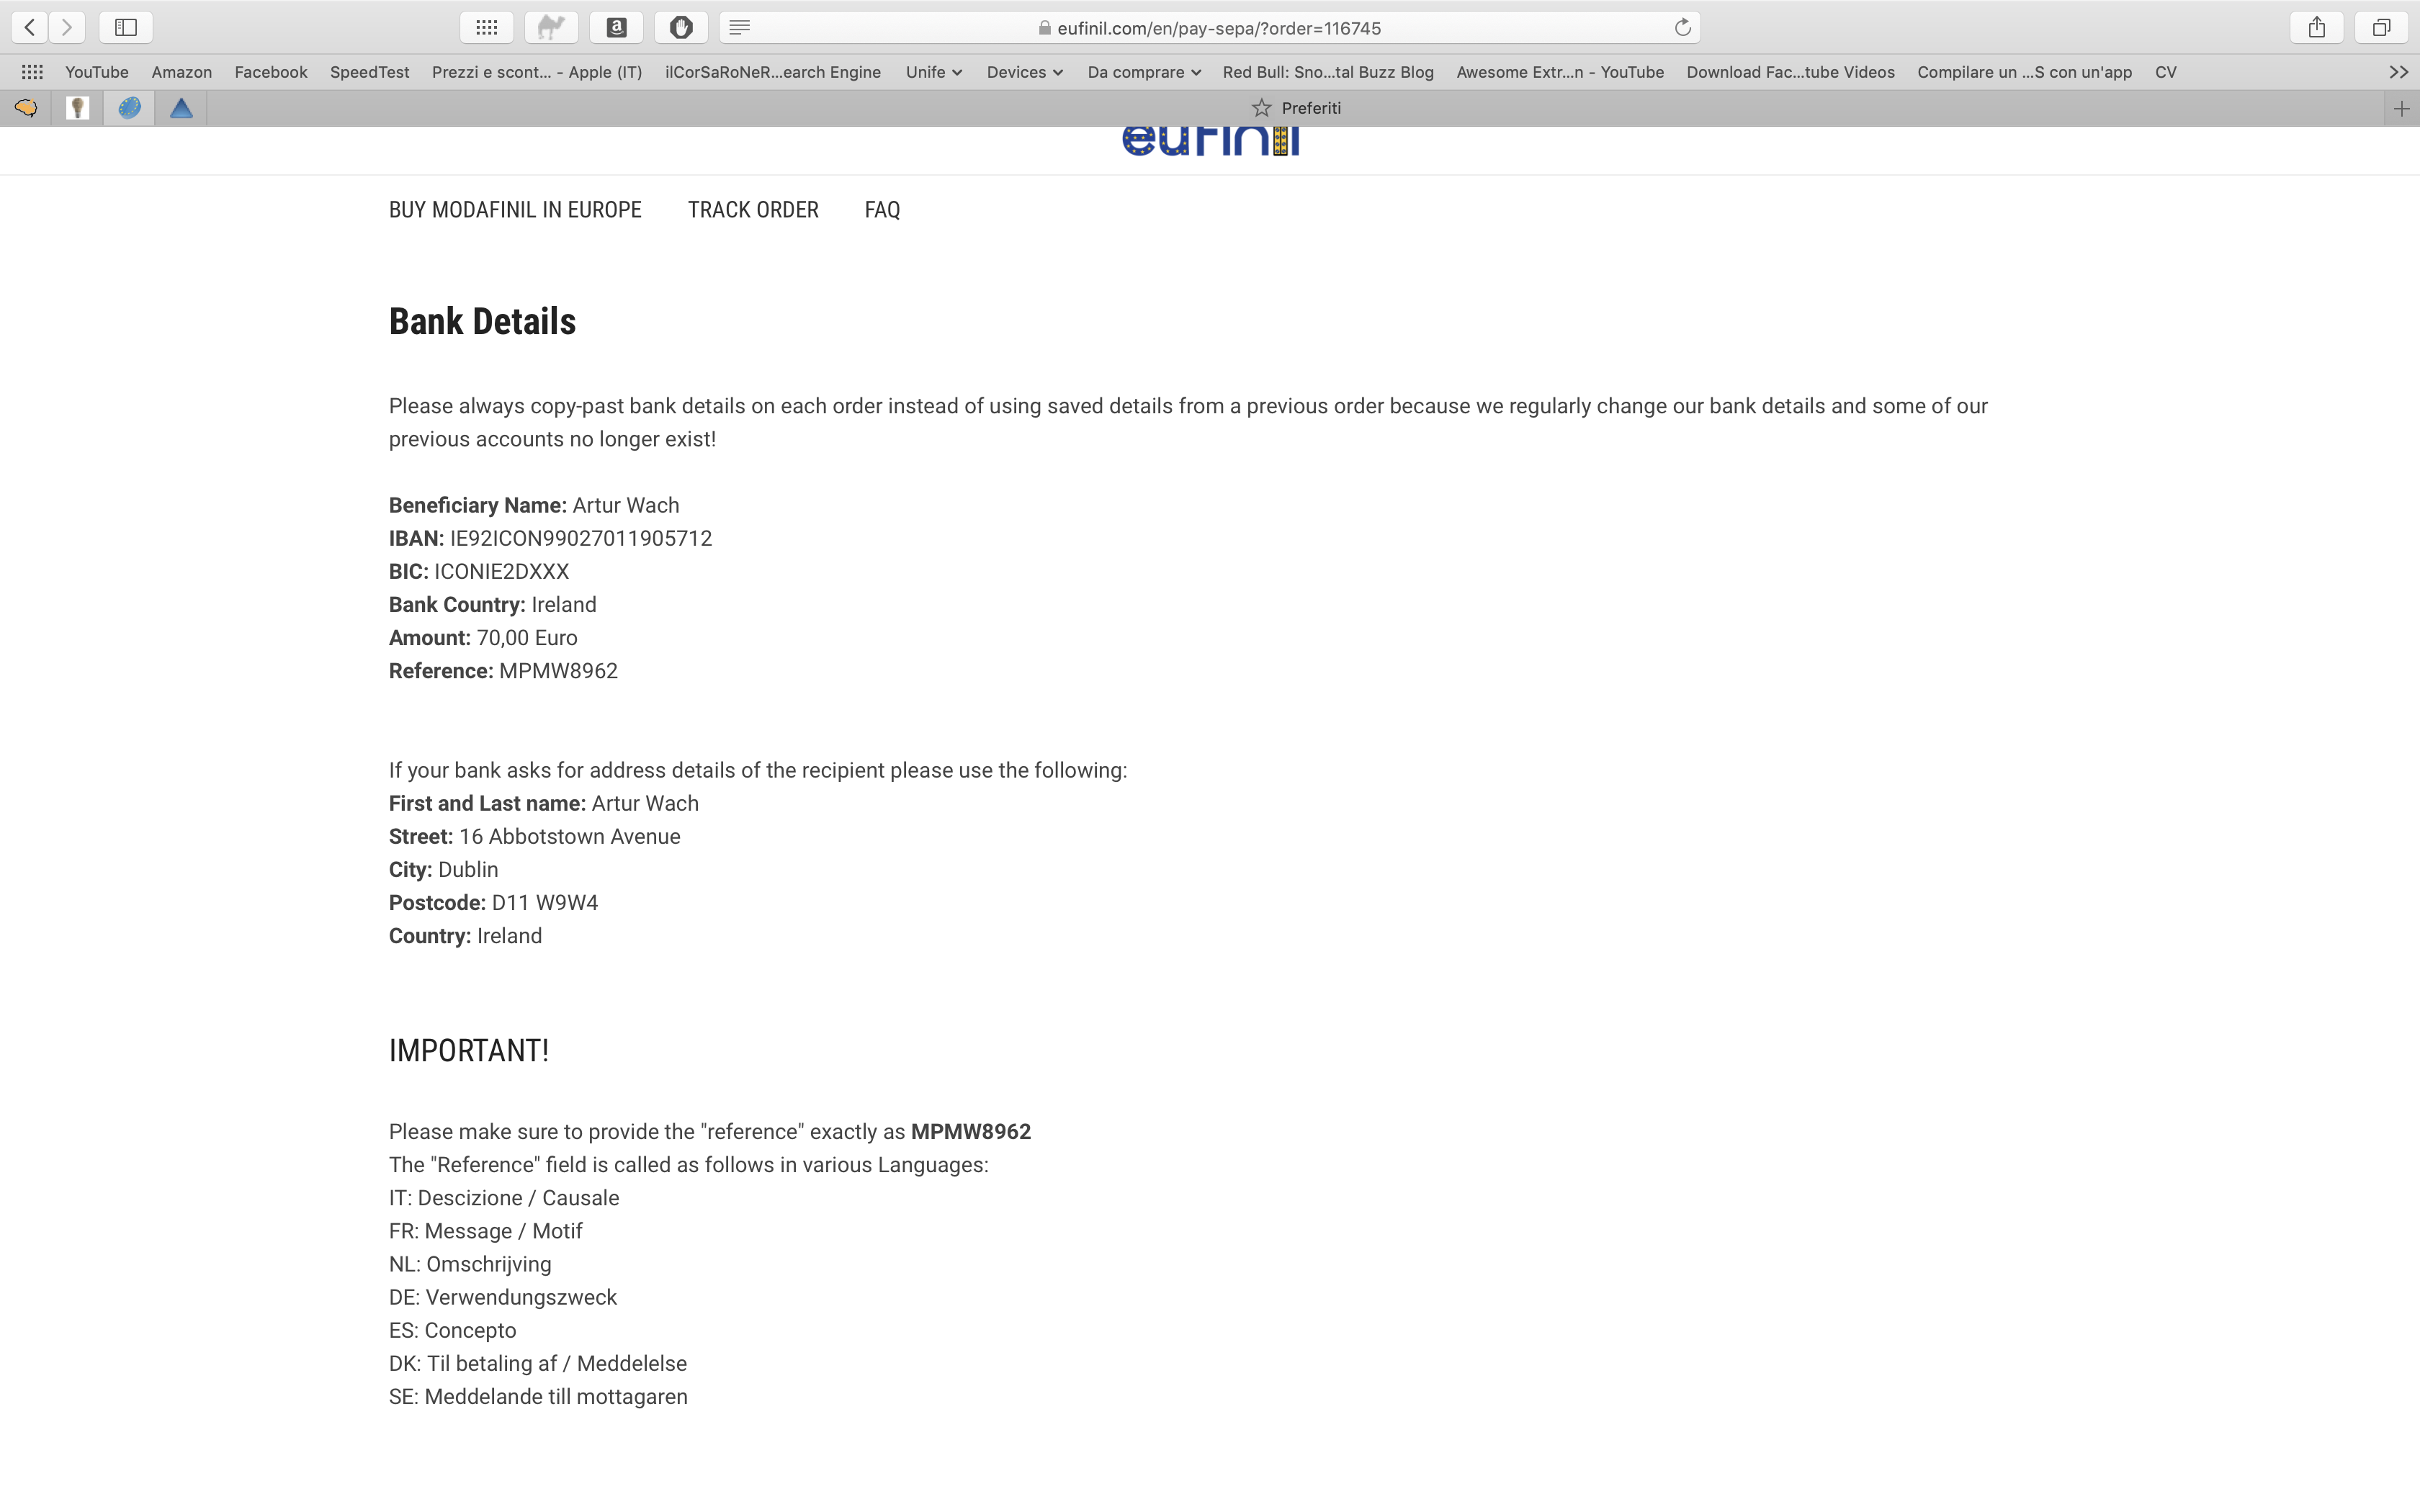 eufinil.com/en/pay-sepa/?order=116745
YouTube Amazon Facebook SpeedTest Prezzi e scont... - Apple (IT) ilCorSaRoNeR...earch Engine Unife Devices Da comprare Red Bull: Sno...tal Buzz Blog Awesome Extr...n - YouTube Download Fac...tube Videos Compilare un ...S con un'app CV
Preferiti
eufinil
BUY MODAFINIL IN EUROPE TRACK ORDER FAQ
Bank Details
Please always copy-past bank details on each order instead of using saved details from a previous order because we regularly change our bank details and some of our
previous accounts no longer exist!
Beneficiary Name: Artur Wach
IBAN: IE92ICON99027011905712
BIC: ICONIE2DXXX
Bank Country: Ireland
Amount: 70,00 Euro
Reference: MPMW8962
If your bank asks for address details of the recipient please use the following:
First and Last name: Artur Wach
Street: 16 Abbotstown Avenue
City: Dublin
Postcode: D11 W9W4
Country: Ireland
IMPORTANT!
Please make sure to provide the "reference" exactly as MPMW8962
The "Reference" field is called as follows in various Languages:
IT: Descizione / Causale
FR: Message / Motif
NL: Omschrijving
DE: Verwendungszweck
ES: Concepto
DK: Til betaling af / Meddelelse
SE: Meddelande till mottagaren